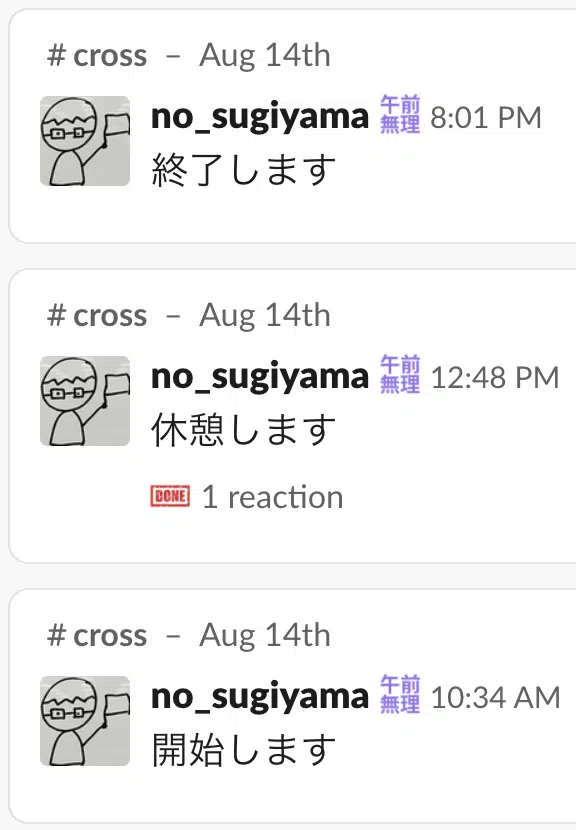 # cross – Aug 14th
no_sugiyama 午前無理 8:01 PM
終了します
# cross – Aug 14th
no_sugiyama 午前無理 12:48 PM
休憩します
DONE 1 reaction
# cross – Aug 14th
no_sugiyama 午前無理 10:34 AM
開始します